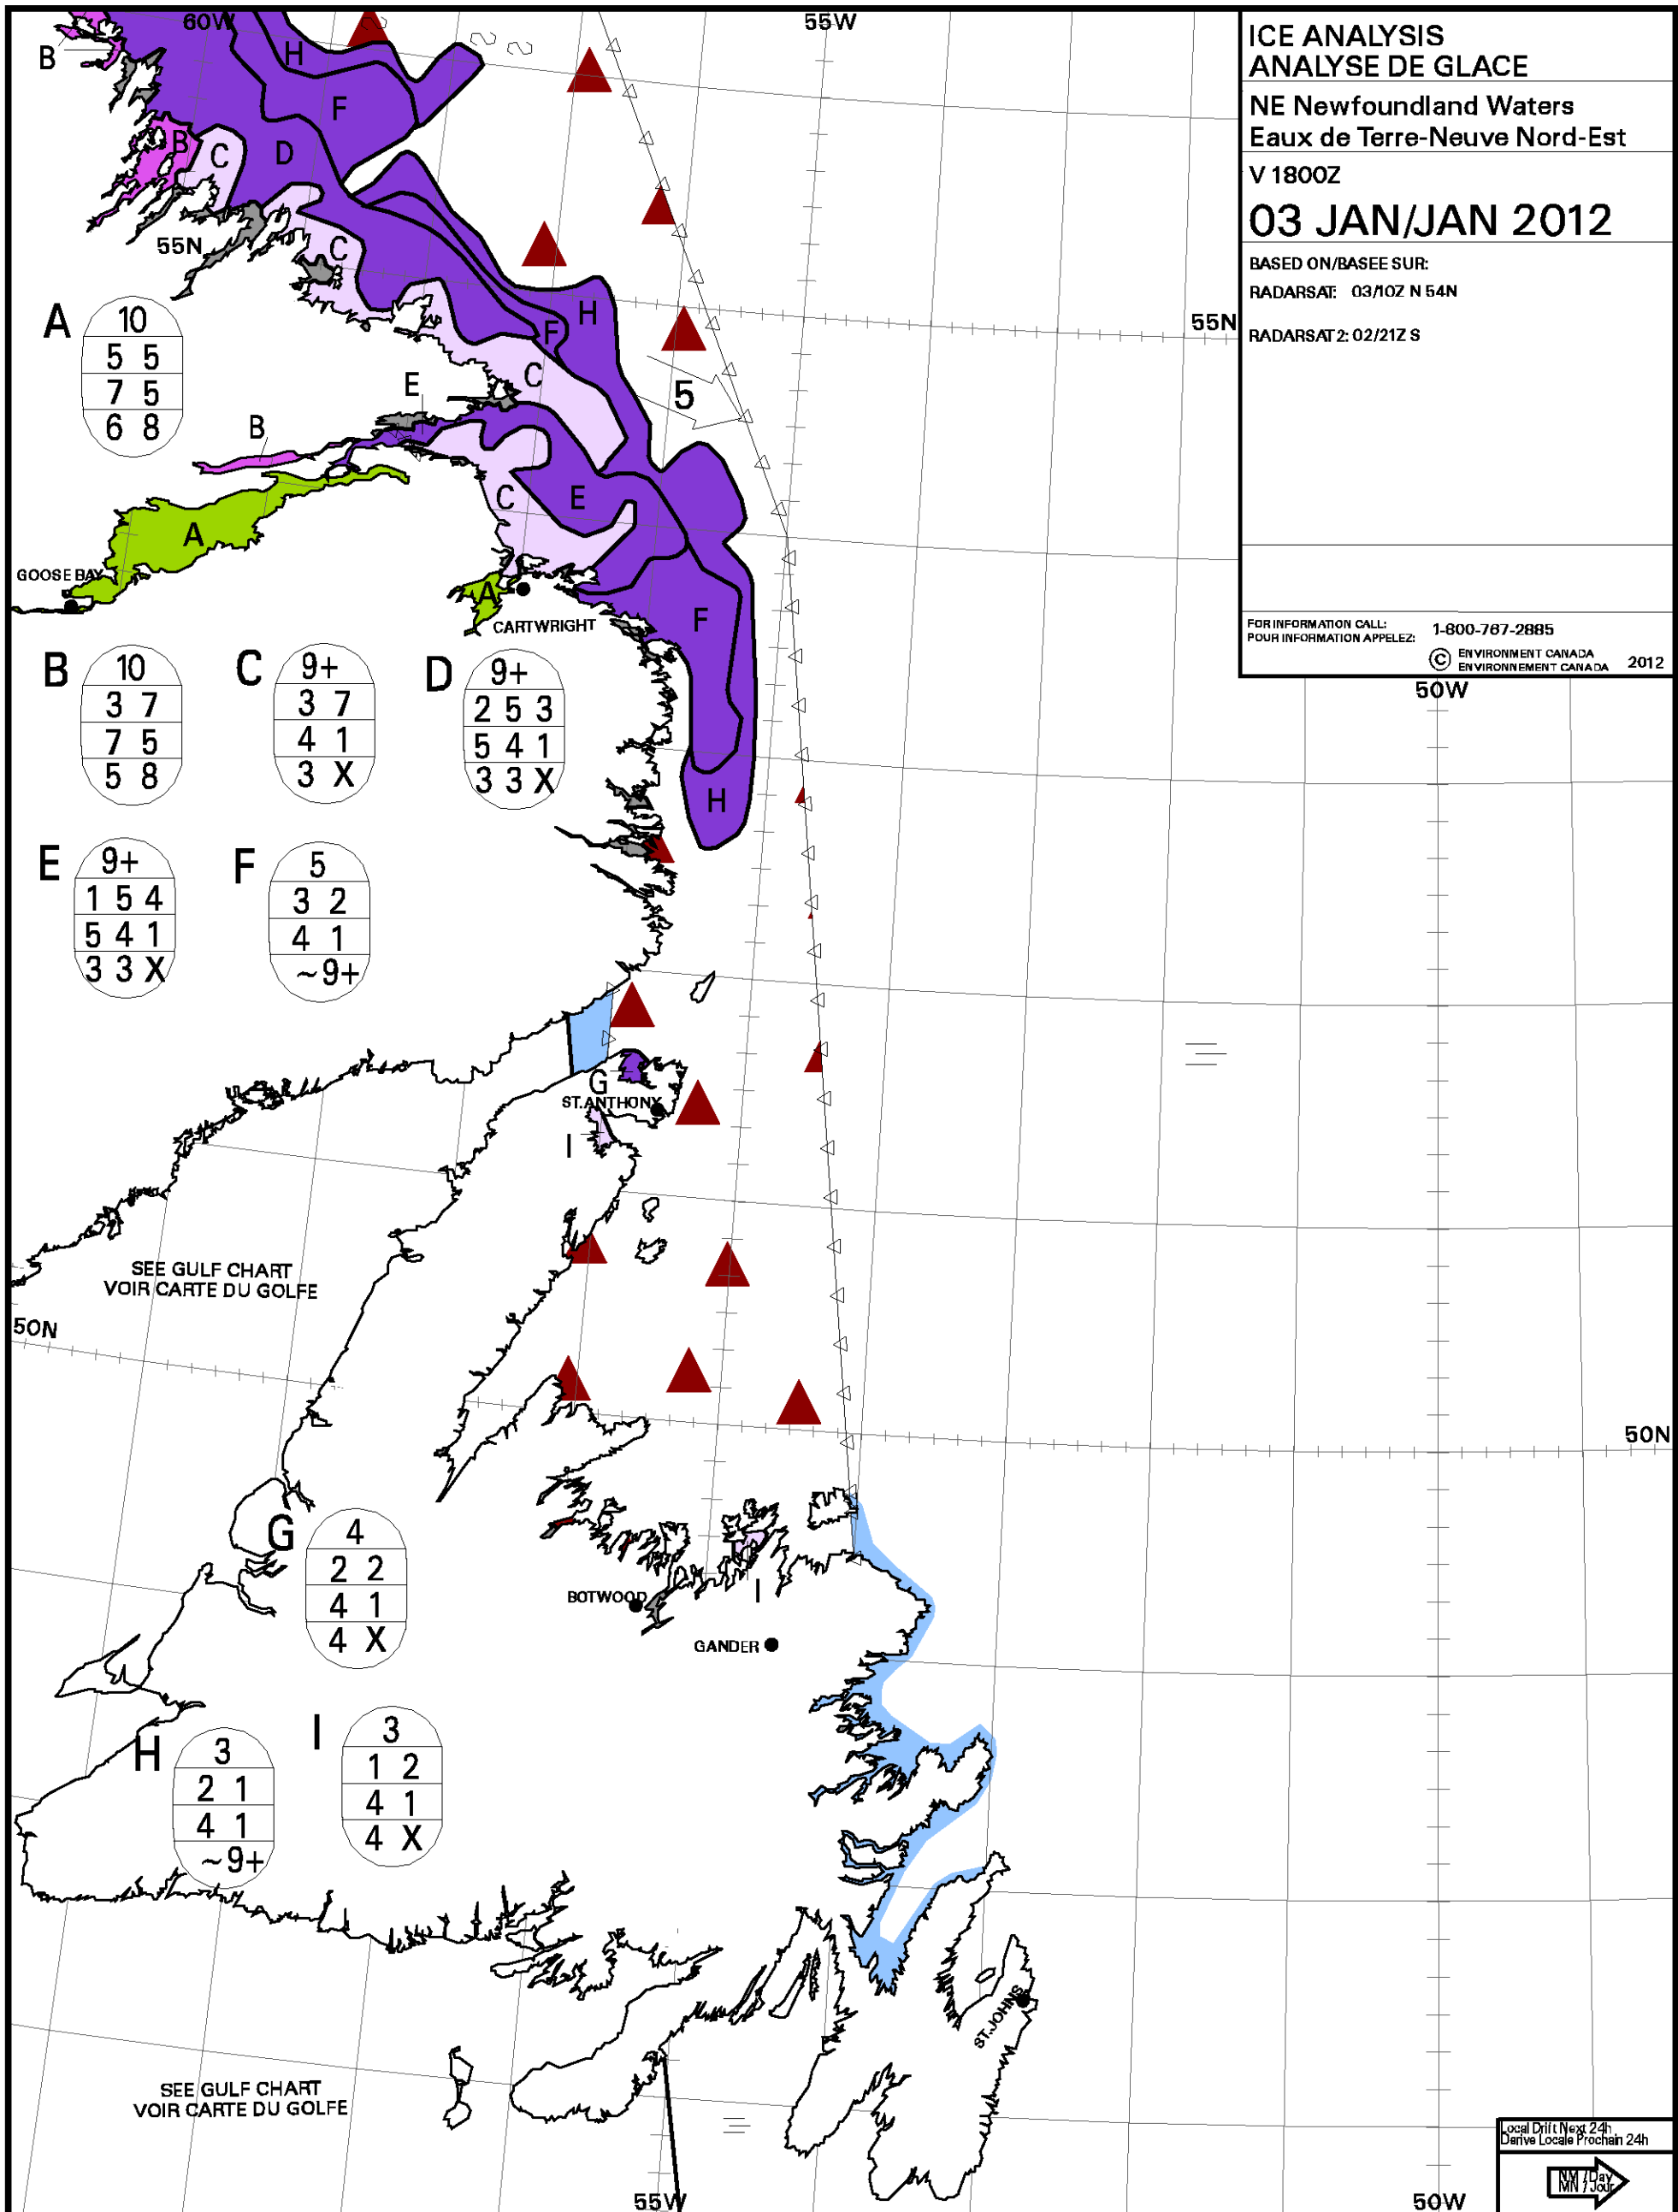 60W
55W
ICE ANALYSIS
ANALYSE DE GLACE
NE Newfoundland Waters
Eaux de Terre-Neuve Nord-Est
V 1800Z
03 JAN/JAN 2012
BASED ON/BASEE SUR:
RADARSAT: 03/10Z N 54N
RADARSAT 2: 02/21Z S
FOR INFORMATION CALL:
POUR INFORMATION APPELEZ:
1-800-767-2885
© ENVIRONMENT CANADA
ENVIRONNEMENT CANADA 2012
B
H
F
B
C
D
55N
C
H
F
55N
C
5
E
B
C
E
A
GOOSE BAY
A
CARTWRIGHT
F
H
50W
A
10
5 5
7 5
6 8
B
10
3 7
7 5
5 8
C
9+
3 7
4 1
3 X
D
9+
2 5 3
5 4 1
3 3 X
E
9+
1 5 4
5 4 1
3 3 X
F
5
3 2
4 1
~9+
G
ST.ANTHONY
I
SEE GULF CHART
VOIR CARTE DU GOLFE
50N
50N
G
4
2 2
4 1
4 X
BOTWOOD
I
GANDER
H
3
2 1
4 1
~9+
I
3
1 2
4 1
4 X
ST.JOHNS
SEE GULF CHART
VOIR CARTE DU GOLFE
Local Drift Next 24h
Derive Locale Prochain 24h
NM / Day
MN / Jour
55W
50W